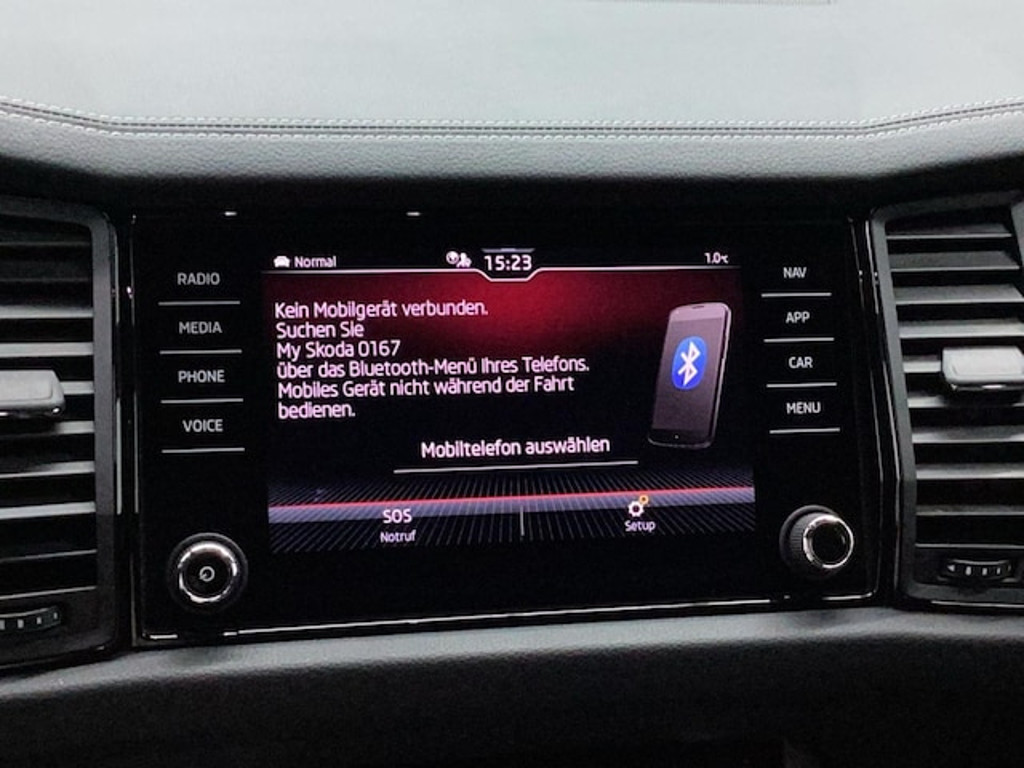 Normal
15:23
1.0°C
RADIO
MEDIA
PHONE
VOICE
Kein Mobilgerät verbunden.
Suchen Sie
My Skoda 0167
über das Bluetooth-Menü Ihres Telefons.
Mobiles Gerät nicht während der Fahrt
bedienen.
Mobiltelefon auswählen
SOS
Notruf
Setup
NAV
APP
CAR
MENU